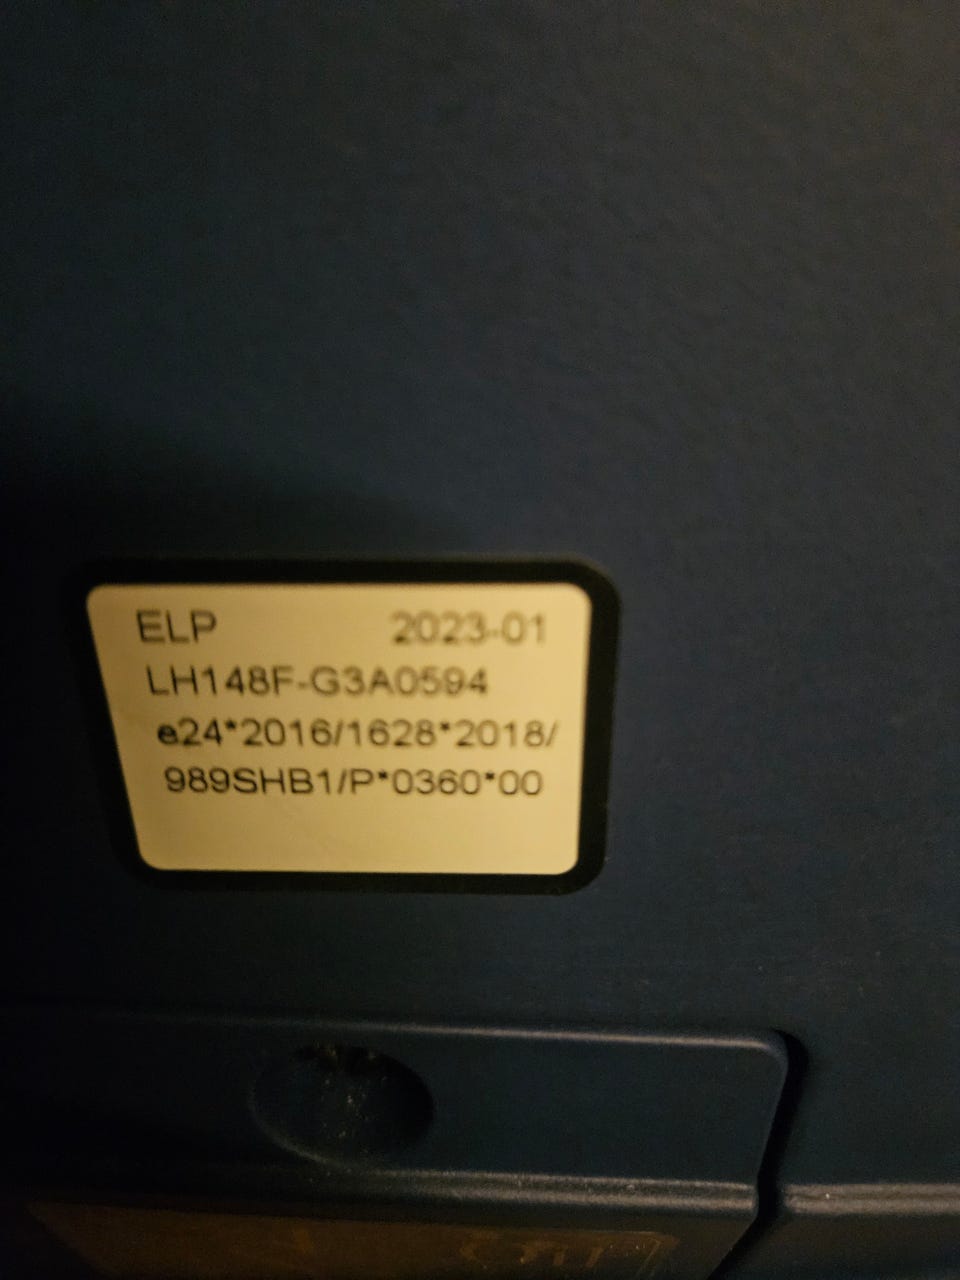 ELP 2023-01
LH148F-G3A0594
e24*2016/1628*2018/
989SHB1/P*0360*00